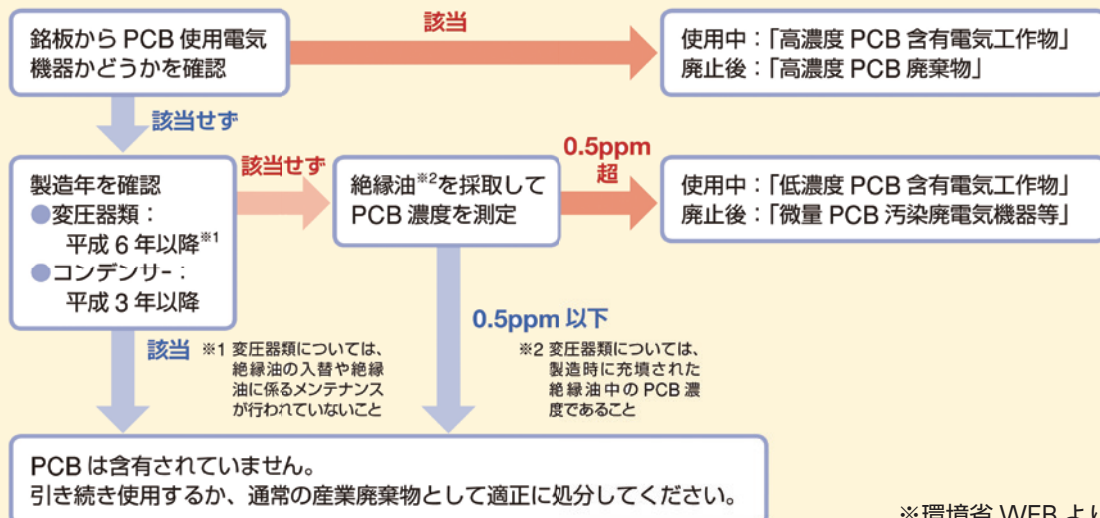 銘板から PCB 使用電気
機器かどうかを確認
該当
使用中：「高濃度 PCB 含有電気工作物」
廃止後：「高濃度 PCB 廃棄物」
該当せず
製造年を確認
●変圧器類：
平成 6 年以降※1
●コンデンサー：
平成 3 年以降
該当せず
絶縁油※2を採取して
PCB 濃度を測定
0.5ppm
超
使用中：「低濃度 PCB 含有電気工作物」
廃止後：「微量 PCB 汚染廃電気機器等」
該当
※1 変圧器類については、
絶縁油の入替や絶縁
油に係るメンテナンス
が行われていないこと
0.5ppm 以下
※2 変圧器類については、
製造時に充填された
絶縁油中の PCB 濃
度であること
PCB は含有されていません。
引き続き使用するか、通常の産業廃棄物として適正に処分してください。
※環境省 WEB より